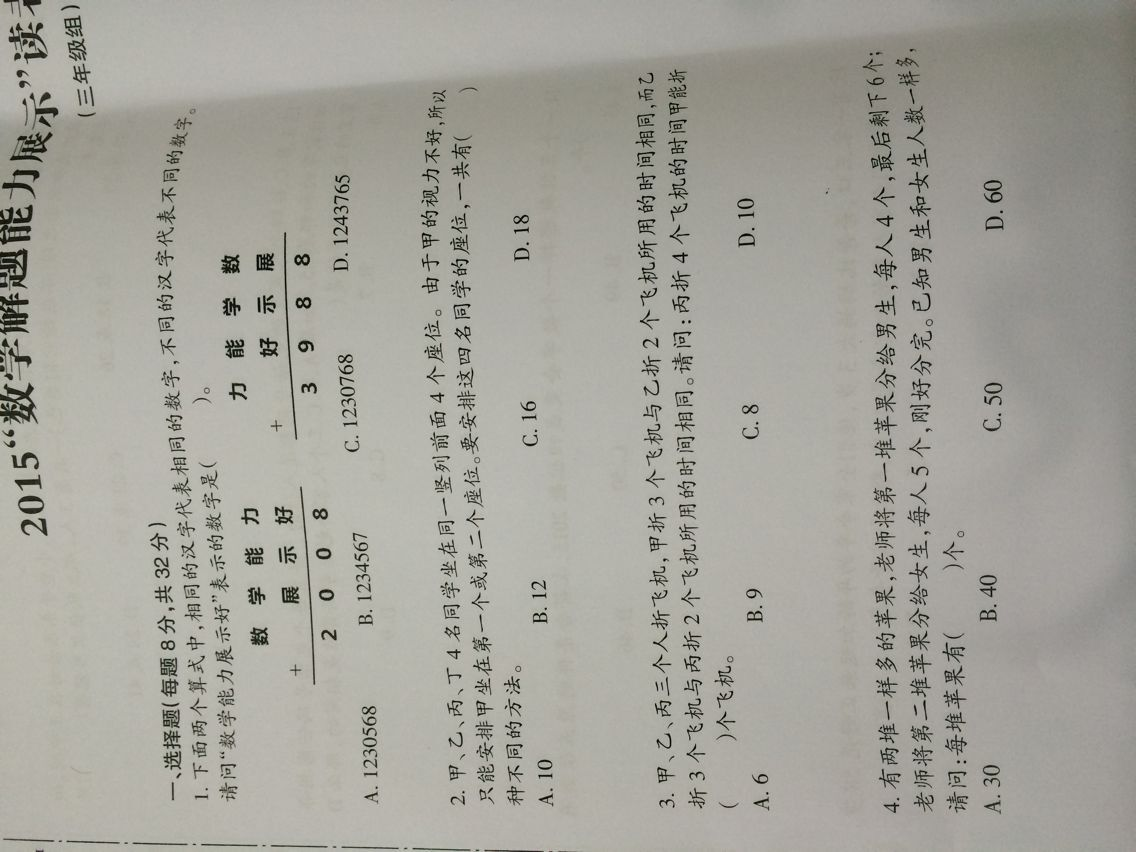 2015“数学解题能力展示”读
(三年级组)
一、选择题(每题 8 分,共 32 分)
1. 下面两个算式中,相同的汉字代表相同的数字,不同的汉字代表不同的数字。
请问“数学能力展示好”表示的数字是( )。
数 学 能 力
+ 展 示 好
2 0 0 8
力 能 学 数
+ 好 示 展
3 9 8 8
A. 1230568 B. 1234567 C. 1230768 D. 1243765
2. 甲、乙、丙、丁 4 名同学坐在同一竖列前面 4 个座位。由于甲的视力不好,所以
只能安排甲坐在第一个或第二个座位。要安排这四名同学的座位,一共有( )
种不同的方法。
A. 10 B. 12 C. 16 D. 18
3. 甲、乙、丙三个人折飞机,甲折 3 个飞机与乙折 2 个飞机所用的时间相同,而乙
折 3 个飞机与丙折 2 个飞机所用的时间相同。请问:丙折 4 个飞机的时间甲能折
( )个飞机。
A. 6 B. 9 C. 8 D. 10
4. 有两堆一样多的苹果,老师将第一堆苹果分给男生,每人 4 个,最后剩下 6 个;
老师将第二堆苹果分给女生,每人 5 个,刚好分完。已知男生和女生人数一样多,
请问:每堆苹果有( )个。
A. 30 B. 40 C. 50 D. 60